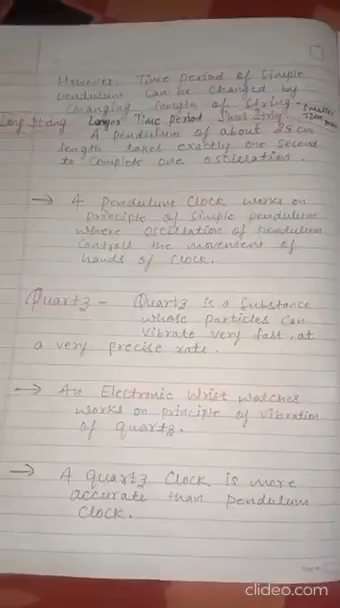 However, Time period of Simple
pendulum can be changed by
changing length of string.
Long String Longer Time period Short String Smaller
Time
A pendulum of about 25 cm
length takes exactly one second
to complete one oscillation.
→ A pendulum Clock works on
principle of simple pendulum
where oscillation of pendulum
controls the movement of
hands of Clock.
Quartz - Quartz is a Substance
whose particles can
vibrate very fast, at
a very precise rate.
→ An Electronic Wrist Watches
works on principle of vibration
of quartz.
→ A quartz Clock is more
accurate than pendulum
Clock.
clideo.com